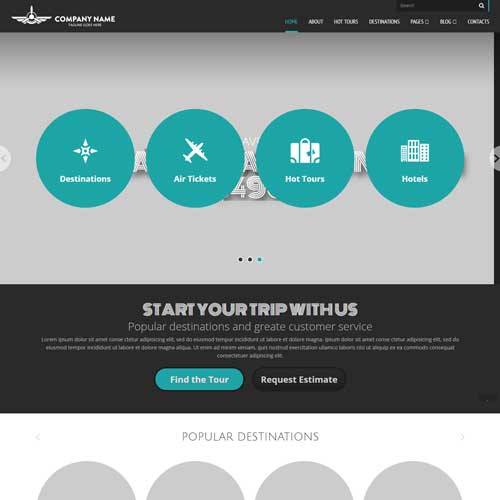 COMPANY NAME
TAGLINE GOES HERE
Search
HOME ABOUT HOT TOURS DESTINATIONS PAGES BLOG CONTACTS
Destinations Air Tickets Hot Tours Hotels
START YOUR TRIP WITH US
Popular destinations and greate customer service
Lorem ipsum dolor sit amet conse ctetur adipisicing elit, sed do eiusmod tempor incididunt ut labore et dolore magna aliqua. Lorem ipsum dolor sit amet conse
ctetur adipisicing elit, sed do eiusmod tempor incididunt ut labore et dolore magna aliqua. Ut enim ad minim veniam, quis nostrud exercitation ullamco laboris nisi ut aliquip ex ea commodo consequat
consectetuer adipiscing elit.
Find the Tour Request Estimate
POPULAR DESTINATIONS